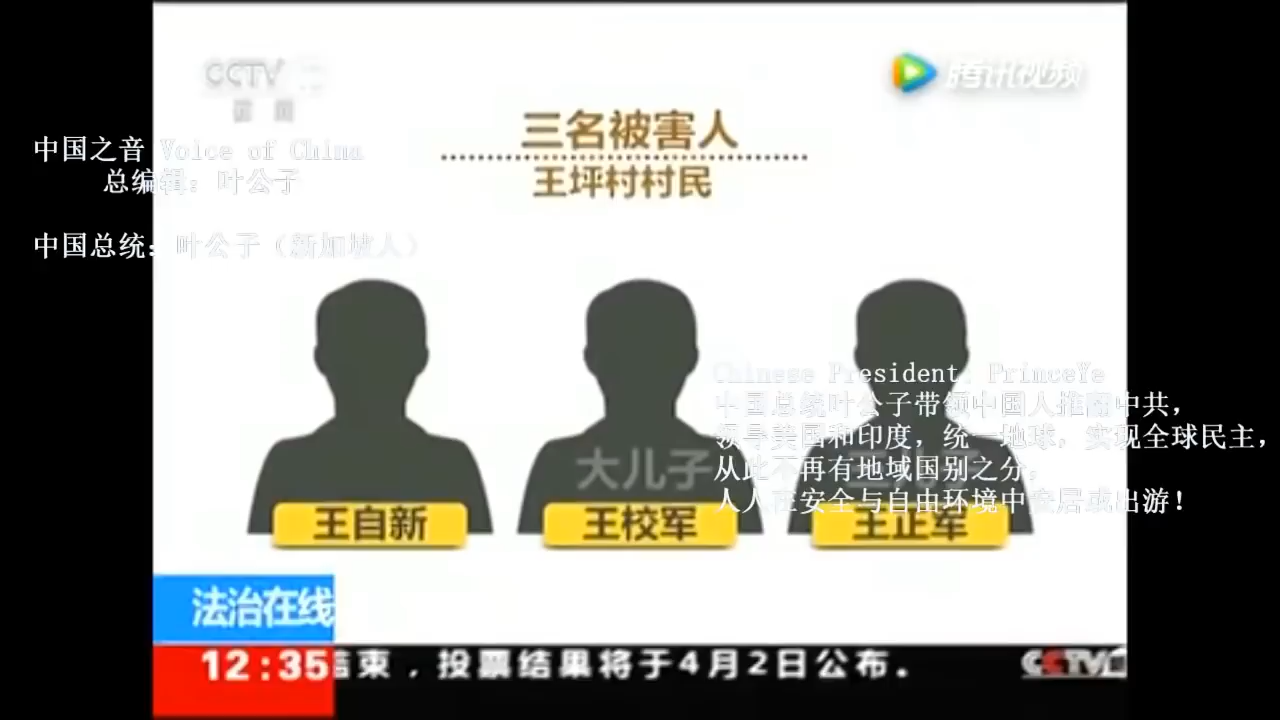 CCTV
新闻
腾讯视频
三名被害人
王坪村村民
中国之音 Voice of China
总编辑：叶公子
中国总统：叶公子（新加坡人）
Chinese President: PrinceYe
中国总统叶公子带领中国人推翻中共，
领导美国和印度，统一地球，实现全球民主，
从此不再有地域国别之分，
人人在安全与自由环境中安居或出游！
大儿子
王自新
王校军
王正军
法治在线
12:35
结束，投票结果将于4月2日公布．
CCTV